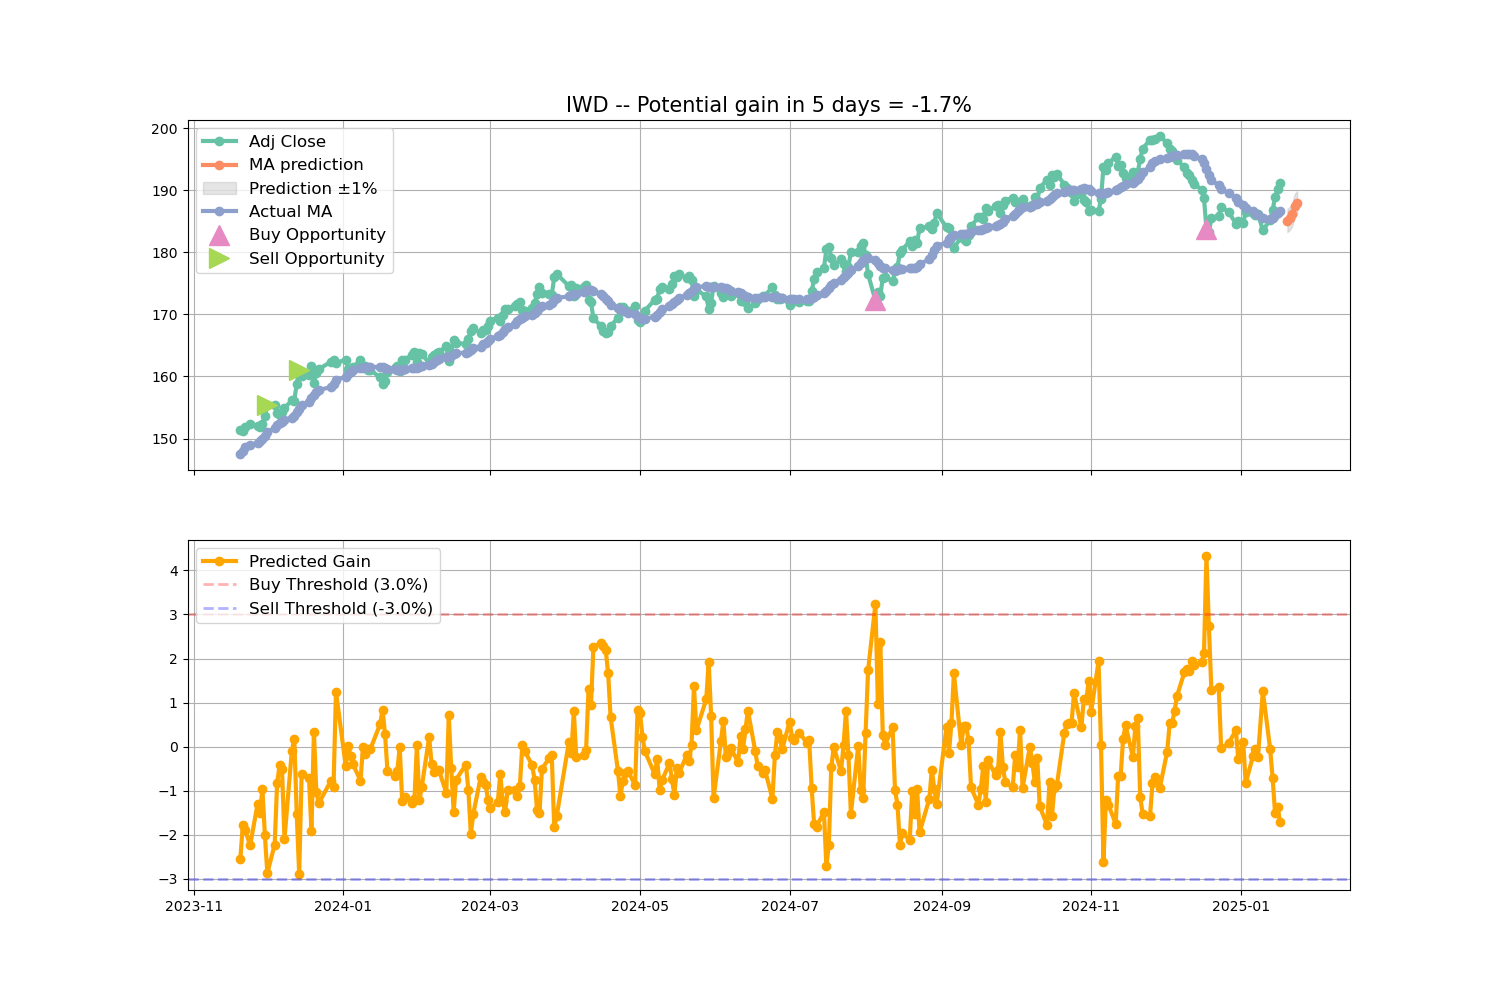 IWD -- Potential gain in 5 days = -1.7%
200
190
180
170
160
150
Adj Close
MA prediction
Prediction ±1%
Actual MA
Buy Opportunity
Sell Opportunity
4
3
2
1
0
−1
−2
−3
Predicted Gain
Buy Threshold (3.0%)
Sell Threshold (-3.0%)
2023-11
2024-01
2024-03
2024-05
2024-07
2024-09
2024-11
2025-01